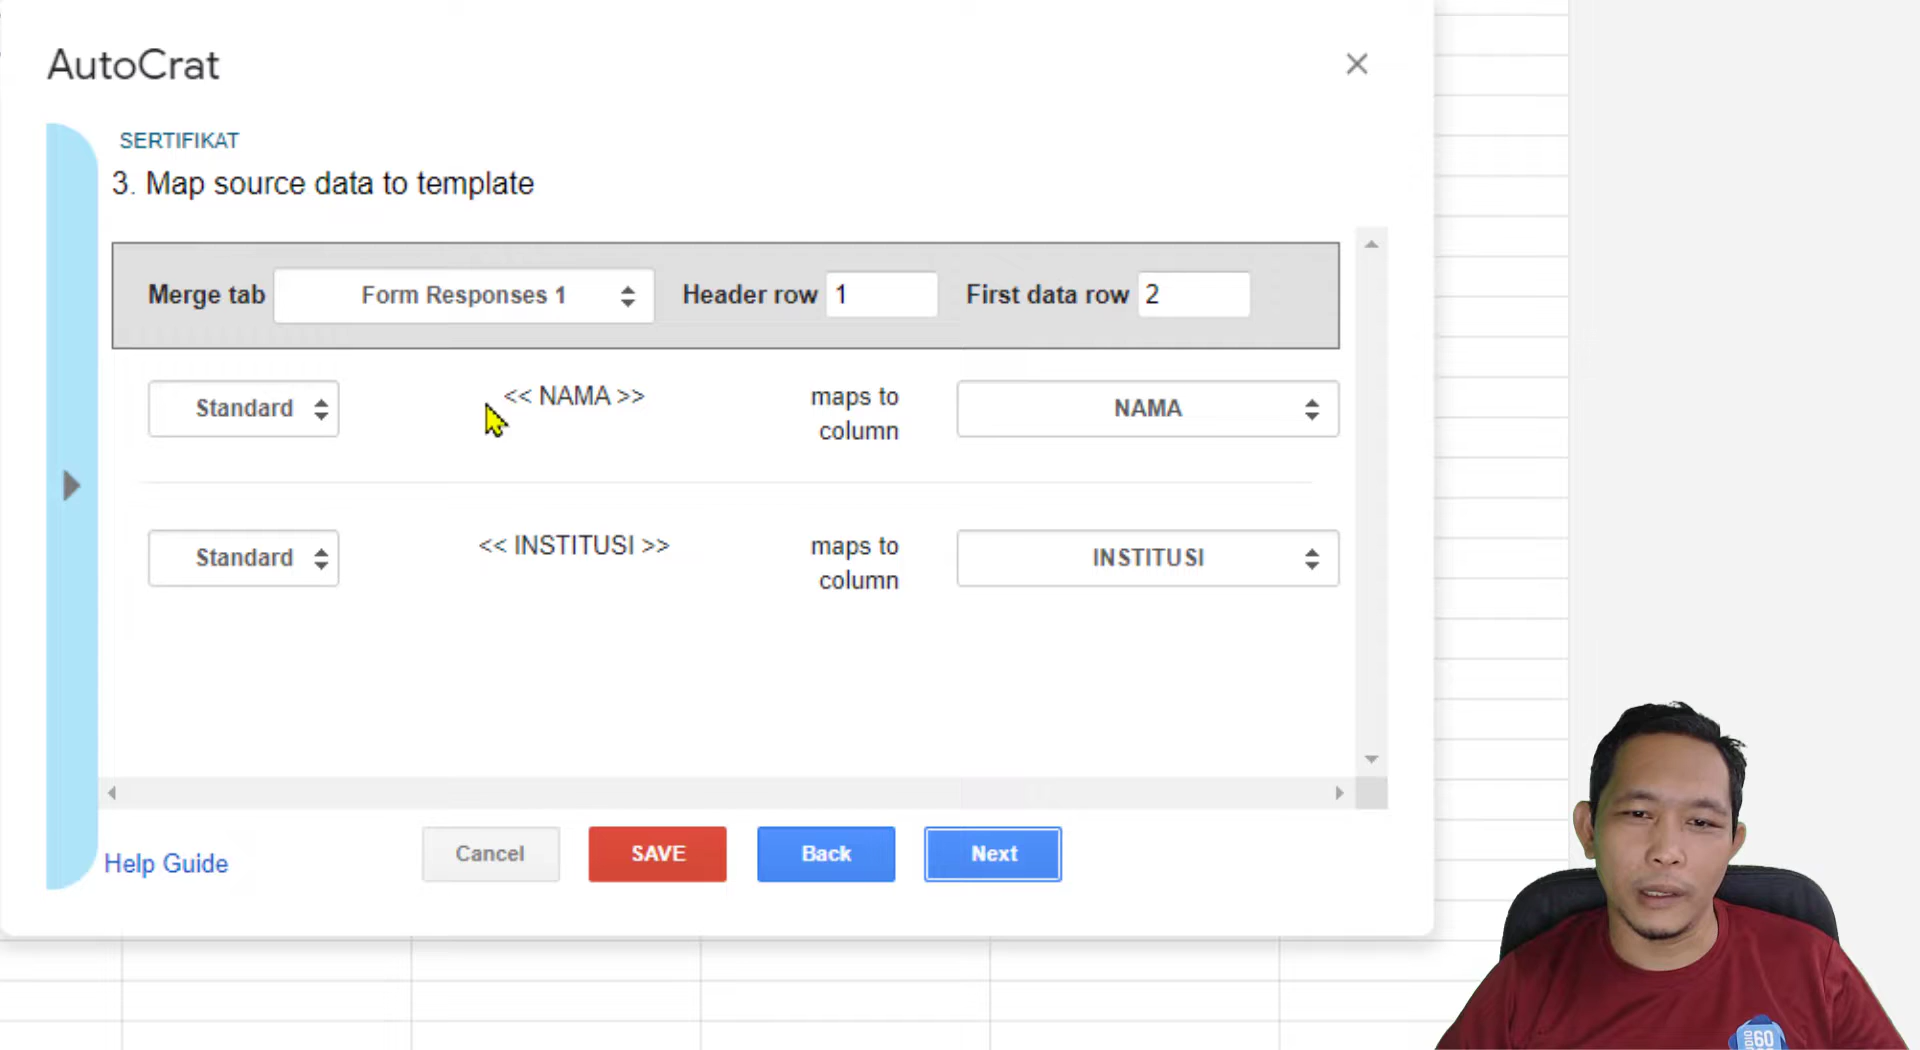 AutoCrat
SERTIFIKAT
3. Map source data to template
Merge tab Form Responses 1 Header row 1 First data row 2
Standard << NAMA >> maps to column NAMA
Standard << INSTITUSI >> maps to column INSTITUSI
Help Guide Cancel SAVE Back Next
60